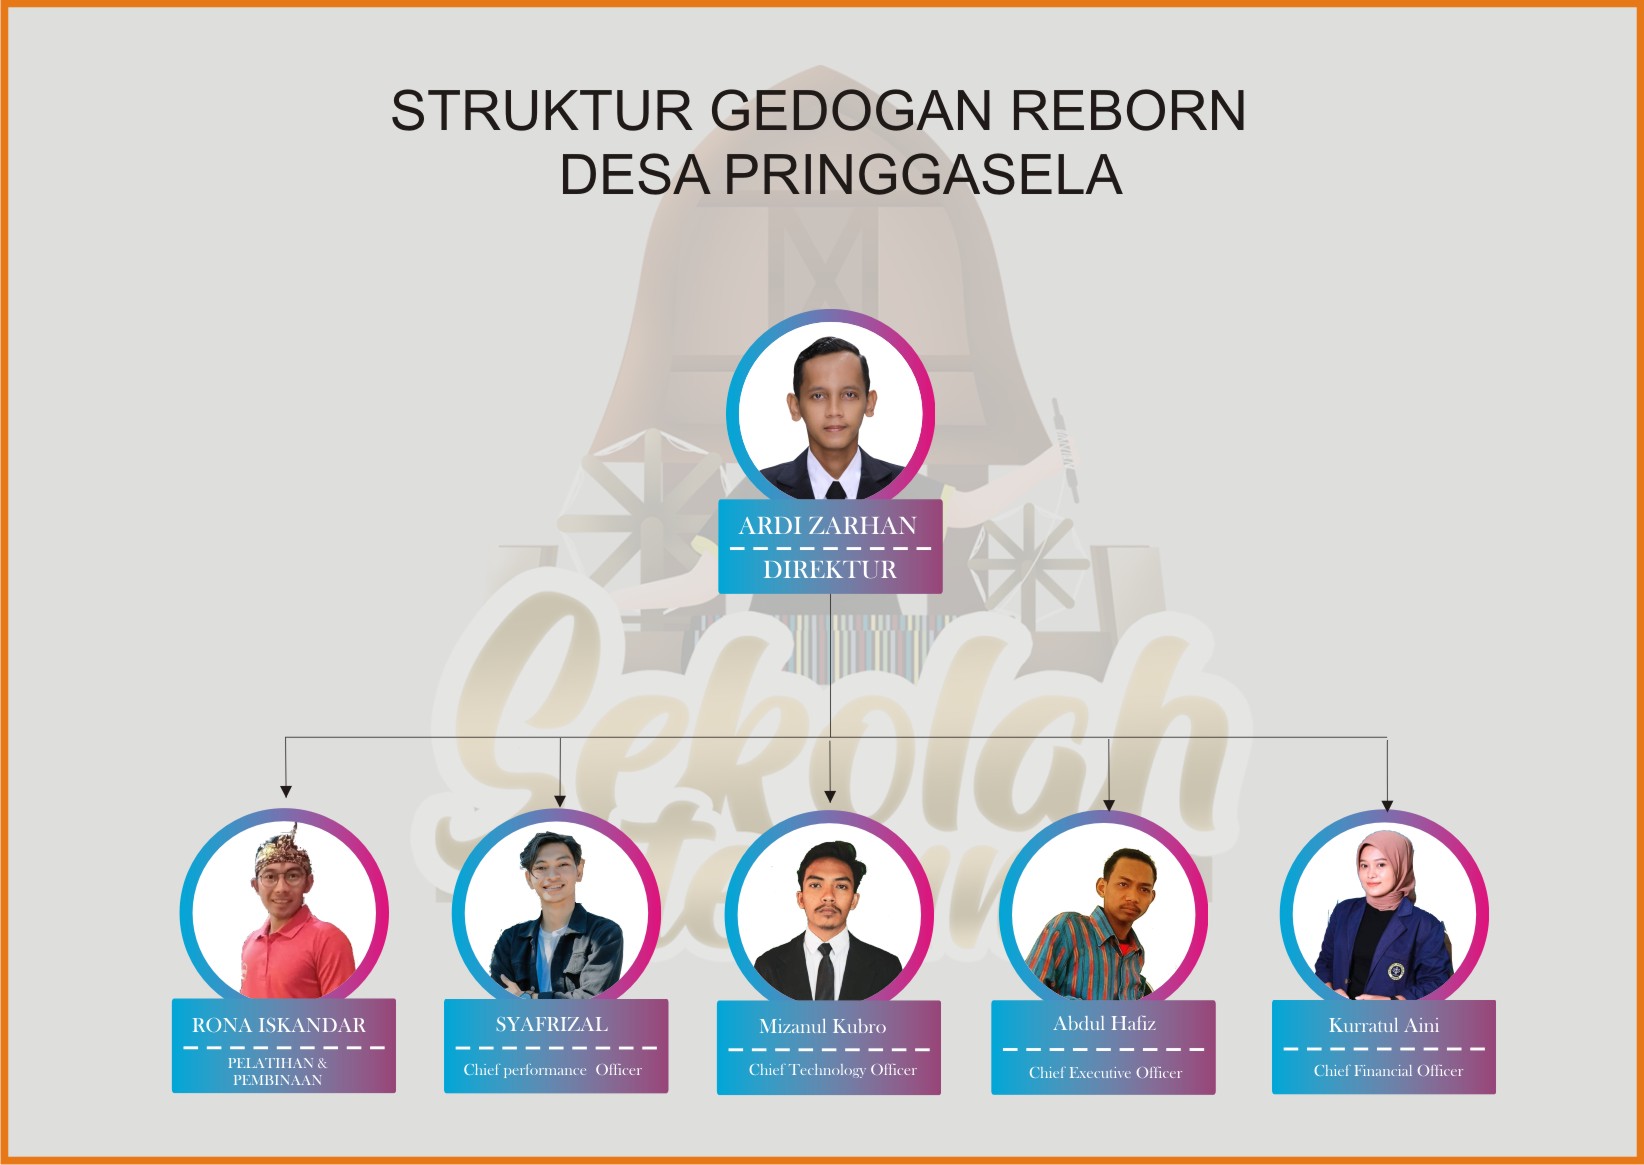 STRUKTUR GEDOGAN REBORN
DESA PRINGGASELA
ARDI ZARHAN
DIREKTUR
Sekolah
RONA ISKANDAR
PELATIHAN &
PEMBINAAN
SYAFRIZAL
Chief performance Officer
Mizanul Kubro
Chief Technology Officer
Abdul Hafiz
Chief Executive Officer
Kurratul Aini
Chief Financial Officer